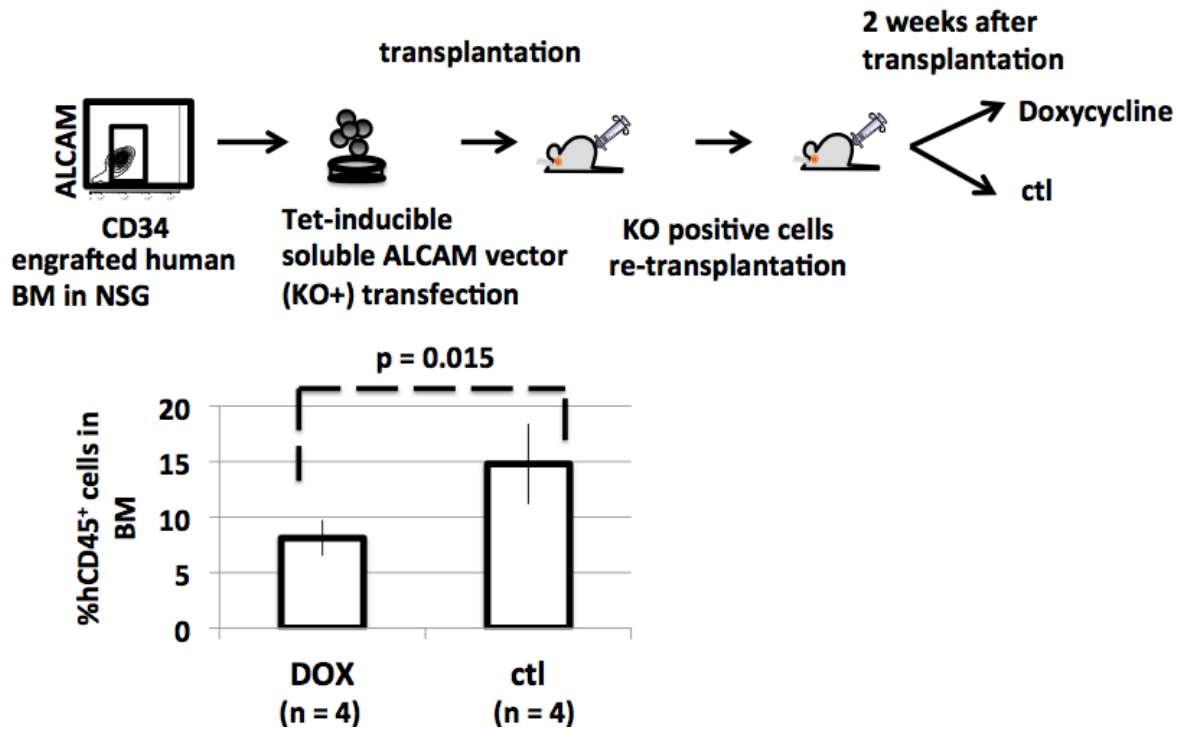 transplantation
2 weeks after
transplantation
ALCAM
CD34
engrafted human
BM in NSG
Tet-inducible
soluble ALCAM vector
(KO+) transfection
KO positive cells
re-transplantation
Doxycycline
ctl
p = 0.015
%hCD45⁺ cells in
BM
20
15
10
5
0
DOX
(n = 4)
ctl
(n = 4)